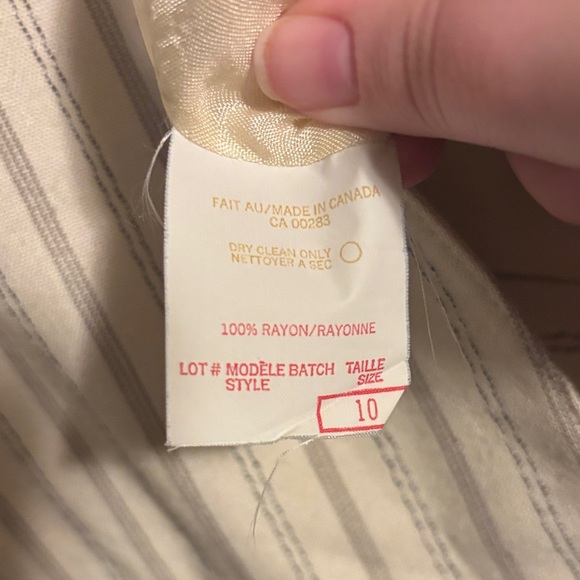 FAIT AU/MADE IN CANADA
CA 00283
DRY CLEAN ONLY
NETTOYER A SEC
100% RAYON/RAYONNE
LOT # MODÈLE BATCH TAILLE
STYLE SIZE
10